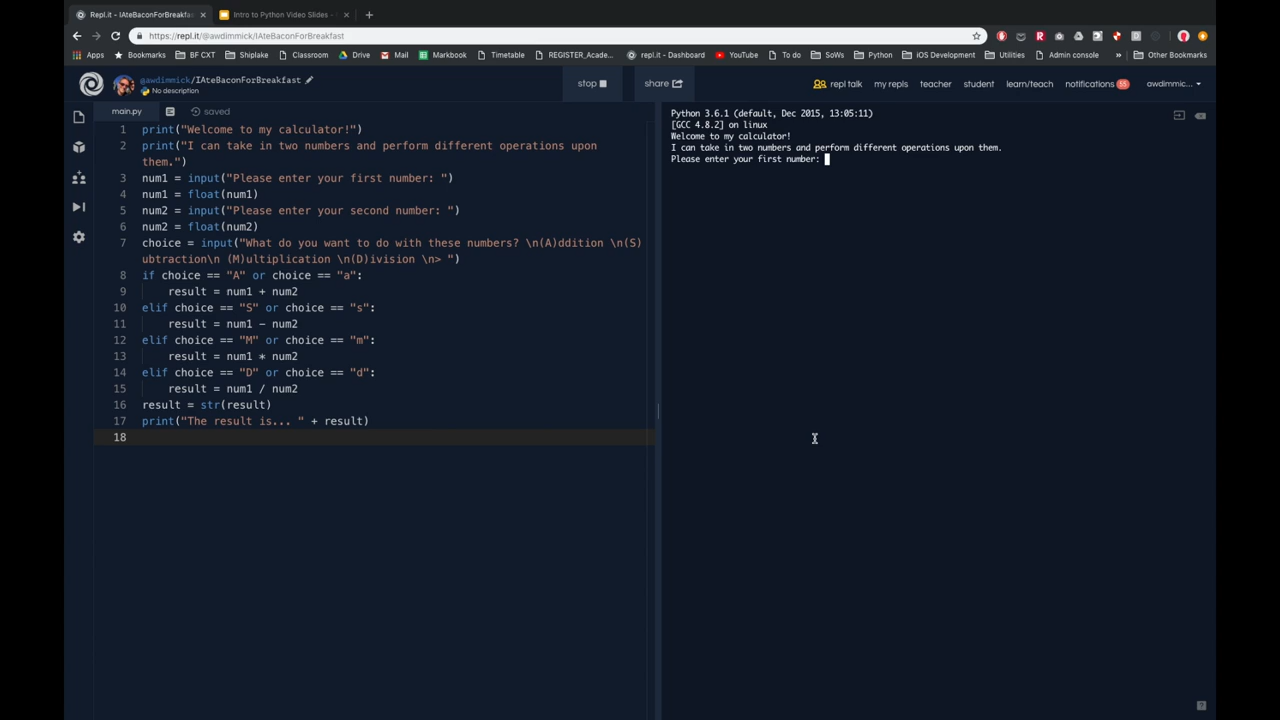 Repl.it - IAteBaconForBreakfas
Intro to Python Video Slides -
https://repl.it/@awdimmick/IAteBaconForBreakfast
Apps Bookmarks BF CXT Shiplake Classroom Drive Mail Markbook Timetable REGISTER_Acade... repl.it - Dashboard YouTube To do SoWs Python iOS Development Utilities Admin console Other Bookmarks
@awdimmick/IAteBaconForBreakfast
No description
stop
share
repl talk my repls teacher student learn/teach notifications 55 awdimmick...
main.py
saved
1 print("Welcome to my calculator!")
2 print("I can take in two numbers and perform different operations upon
them.")
3 num1 = input("Please enter your first number: ")
4 num1 = float(num1)
5 num2 = input("Please enter your second number: ")
6 num2 = float(num2)
7 choice = input("What do you want to do with these numbers? \n(A)ddition \n(S)
ubtraction\n (M)ultiplication \n(D)ivision \n> ")
8 if choice == "A" or choice == "a":
9 result = num1 + num2
10 elif choice == "S" or choice == "s":
11 result = num1 - num2
12 elif choice == "M" or choice == "m":
13 result = num1 * num2
14 elif choice == "D" or choice == "d":
15 result = num1 / num2
16 result = str(result)
17 print("The result is... " + result)
18
Python 3.6.1 (default, Dec 2015, 13:05:11)
[GCC 4.8.2] on linux
Welcome to my calculator!
I can take in two numbers and perform different operations upon them.
Please enter your first number: